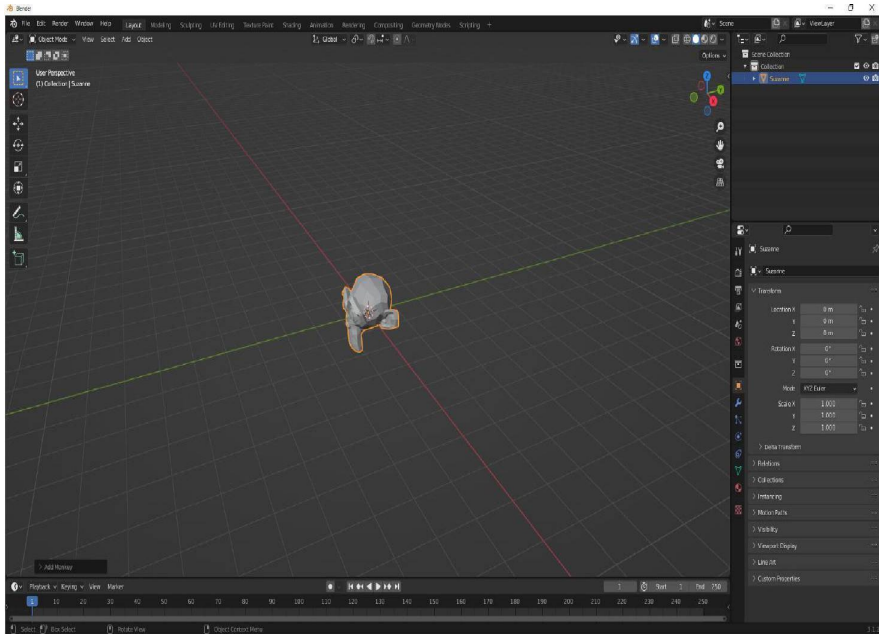 Blender
File Edit Render Window Help Layout Modeling Sculpting UV Editing Texture Paint Shading Animation Rendering Compositing Geometry Nodes Scripting + Scene ViewLayer
Object Mode View Select Add Object Global
Options
User Perspective
(1) Collection | Suzanne
Scene Collection
Collection
Suzanne
Suzanne
Suzanne
Transform
Location X 0 m
Y 0 m
Z 0 m
Rotation X 0°
Y 0°
Z 0°
Mode XYZ Euler
Scale X 1.000
Y 1.000
Z 1.000
Delta Transform
Relations
Collections
Instancing
Motion Paths
Visibility
Viewport Display
Line Art
Custom Properties
Add Monkey
Playback Keying View Marker 1 Start 1 End 250
1 10 20 30 40 50 60 70 80 90 100 110 120 130 140 150 160 170 180 190 200 210 220 230 240 250
Select Box Select Rotate View Object Context Menu